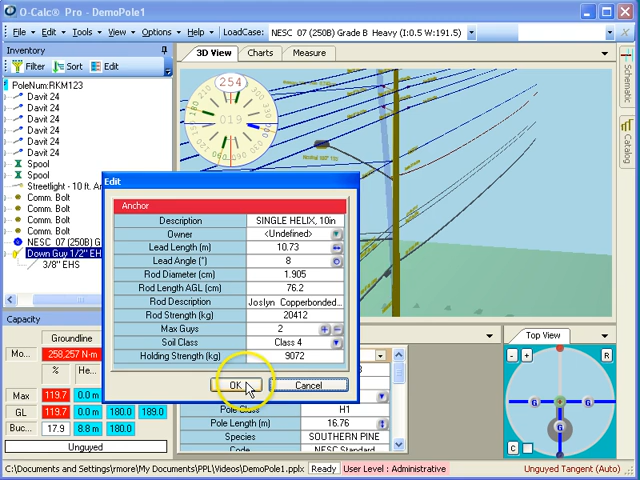 O-Calc® Pro - DemoPole1
File Edit Tools View Options Help LoadCase: NESC 07 (250B) Grade B Heavy (I:0.5 W=191.5)
Inventory
Filter Sort Edit
3D View Charts Measure
Schematic
Catalog
PoleNum:RKM123
Davit 24
Davit 24
Davit 24
Davit 24
Davit 24
Spool
Spool
Streetlight - 10 ft. Ar
Comm. Bolt
Comm. Bolt
Comm. Bolt
Comm. Bolt
NESC 07 (250B) G
Down Guy 1/2" EH
3/8" EHS
254
019
Edit
Anchor
Description SINGLE HELIX, 10in
Owner <Undefined>
Lead Length (m) 10.73
Lead Angle (°) 8
Rod Diameter (cm) 1.905
Rod Length AGL (cm) 76.2
Rod Description Joslyn Copperbonded...
Rod Strength (kg) 20412
Max Guys 2
Soil Class Class 4
Holding Strength (kg) 9072
OK Cancel
Capacity
Groundline
Mo... 258,257 N-m
% He...
Max 119.7 0.0 m 180.0 189.0
GL 119.7 0.0 m 180.0 189.0
Buc... 17.9 8.8 m 180.0
Unguyed
Pole Class H1
Pole Length (m) 16.76
Species SOUTHERN PINE
Code NESC Standard
Top View
- + R
G G
G
C
C:\Documents and Settings\rmore\My Documents\PPL\Videos\DemoPole1.pplx Ready User Level : Administrative Unguyed Tangent (Auto)